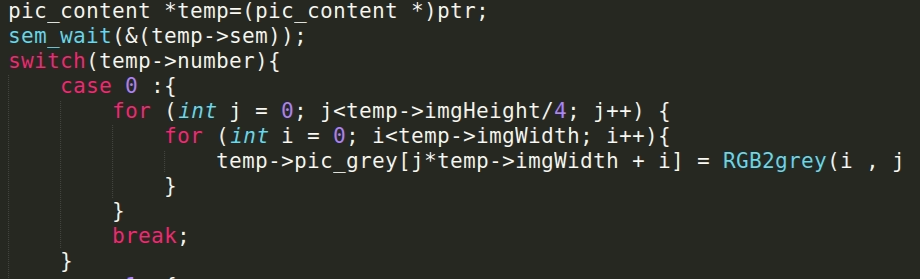 pic_content *temp=(pic_content *)ptr;
sem_wait(&(temp->sem));
switch(temp->number){
case 0 :{
for (int j = 0; j<temp->imgHeight/4; j++) {
for (int i = 0; i<temp->imgWidth; i++){
temp->pic_grey[j*temp->imgWidth + i] = RGB2grey(i , j
}
}
break;
}